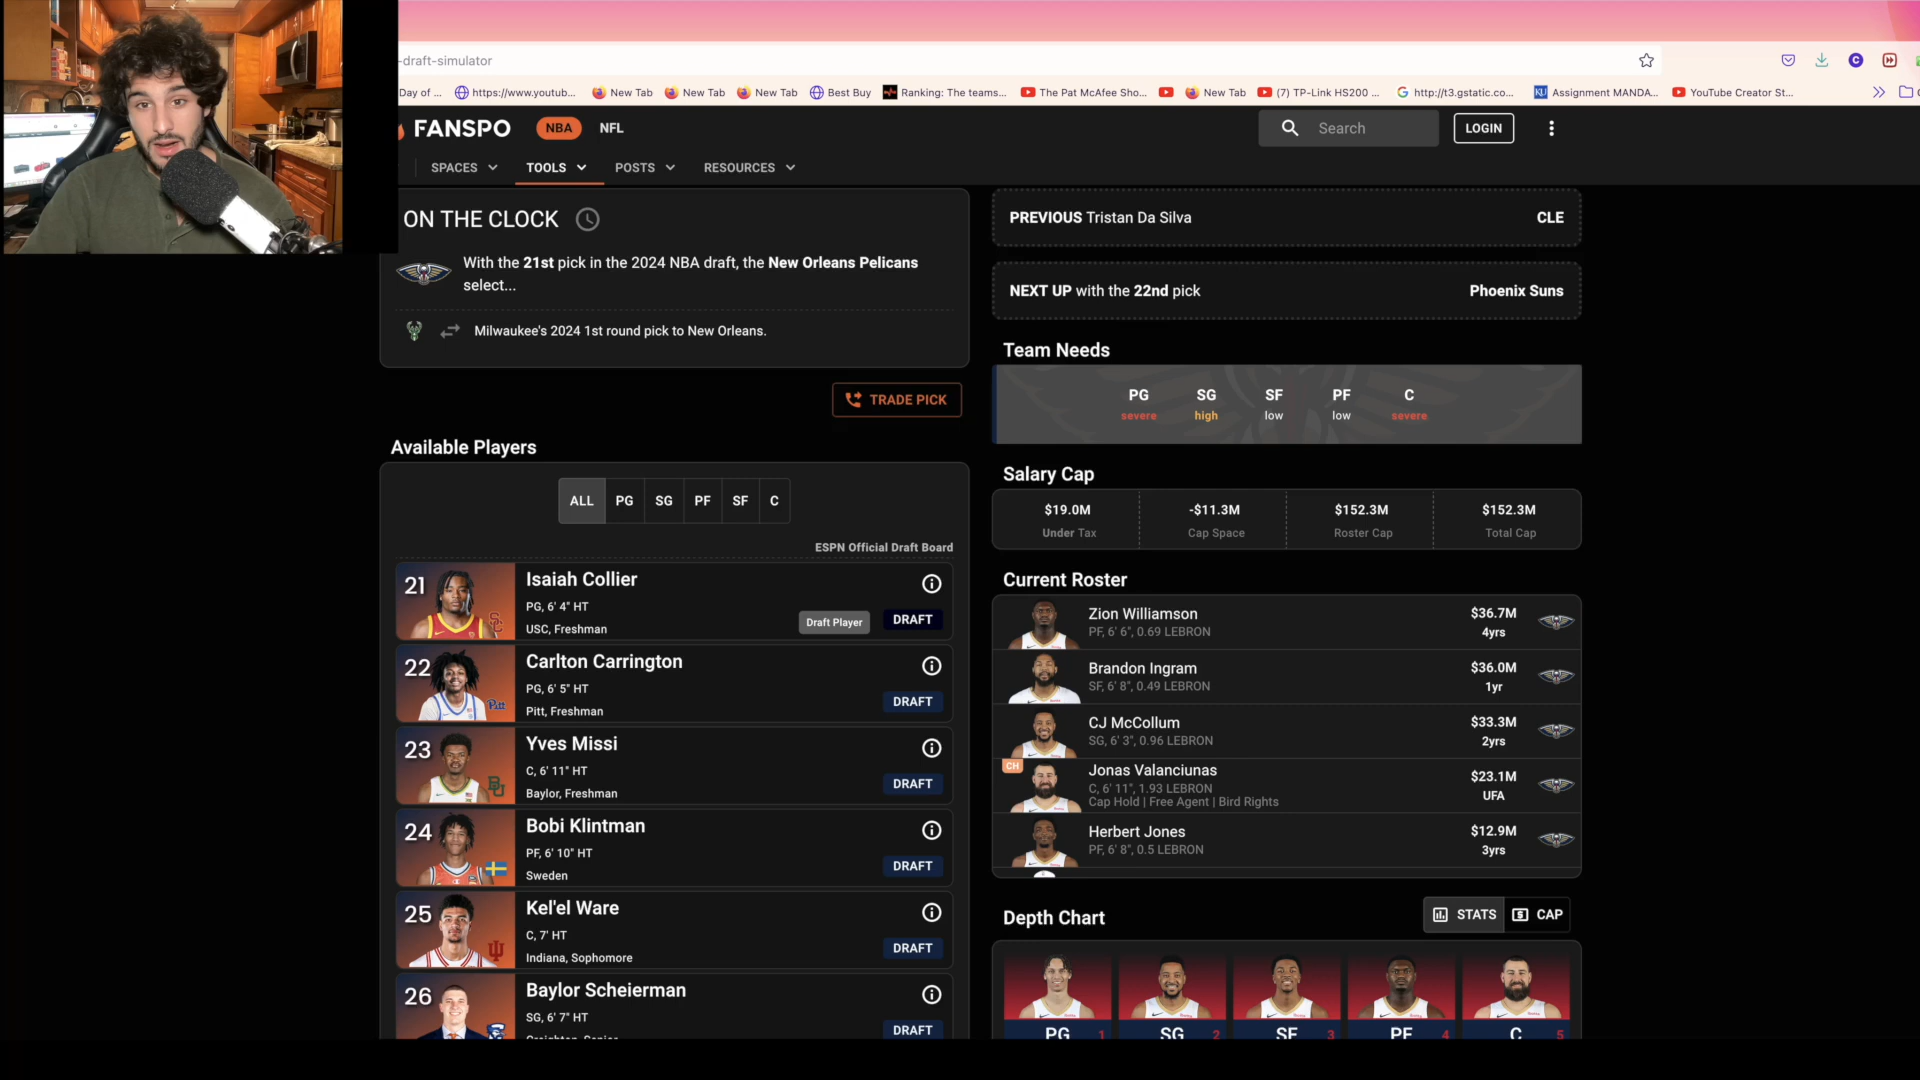 -draft-simulator
Day of ...
https://www.youtub...
New Tab
New Tab
New Tab
Best Buy
Ranking: The teams...
The Pat McAfee Sho...
New Tab
(7) TP-Link HS200 ...
http://t3.gstatic.co...
KU Assignment MANDA...
YouTube Creator St...
FANSPO
NBA
NFL
Search
LOGIN
SPACES
TOOLS
POSTS
RESOURCES
ON THE CLOCK
With the 21st pick in the 2024 NBA draft, the New Orleans Pelicans
select...
Milwaukee's 2024 1st round pick to New Orleans.
TRADE PICK
Available Players
ALL PG SG PF SF C
ESPN Official Draft Board
21
Isaiah Collier
PG, 6' 4" HT
USC, Freshman
Draft Player
DRAFT
22
Carlton Carrington
PG, 6' 5" HT
Pitt, Freshman
Pitt
DRAFT
23
Yves Missi
C, 6' 11" HT
Baylor, Freshman
DRAFT
24
Bobi Klintman
PF, 6' 10" HT
Sweden
DRAFT
25
Kel'el Ware
C, 7' HT
Indiana, Sophomore
DRAFT
26
Baylor Scheierman
SG, 6' 7" HT
Creighton, Senior
DRAFT
PREVIOUS Tristan Da Silva
CLE
NEXT UP with the 22nd pick
Phoenix Suns
Team Needs
PG SG SF PF C
severe high low low severe
Salary Cap
$19.0M -$11.3M $152.3M $152.3M
Under Tax Cap Space Roster Cap Total Cap
Current Roster
Zion Williamson
PF, 6' 6", 0.69 LEBRON
$36.7M
4yrs
Brandon Ingram
SF, 6' 8", 0.49 LEBRON
$36.0M
1yr
CJ McCollum
SG, 6' 3", 0.96 LEBRON
$33.3M
2yrs
CH
Jonas Valanciunas
C, 6' 11", 1.93 LEBRON
Cap Hold | Free Agent | Bird Rights
$23.1M
UFA
Herbert Jones
PF, 6' 8", 0.5 LEBRON
$12.9M
3yrs
Depth Chart
STATS
CAP
PG 1
SG 2
SF 3
PF 4
C 5